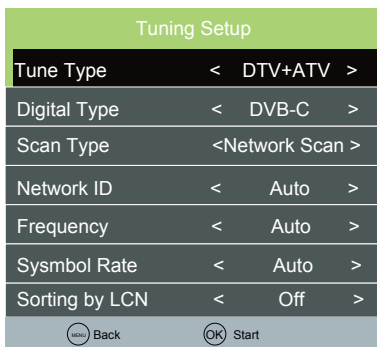 Tuning Setup
Tune Type < DTV+ATV >
Digital Type < DVB-C >
Scan Type <Network Scan >
Network ID < Auto >
Frequency < Auto >
Sysmbol Rate < Auto >
Sorting by LCN < Off >
MENU Back OK Start